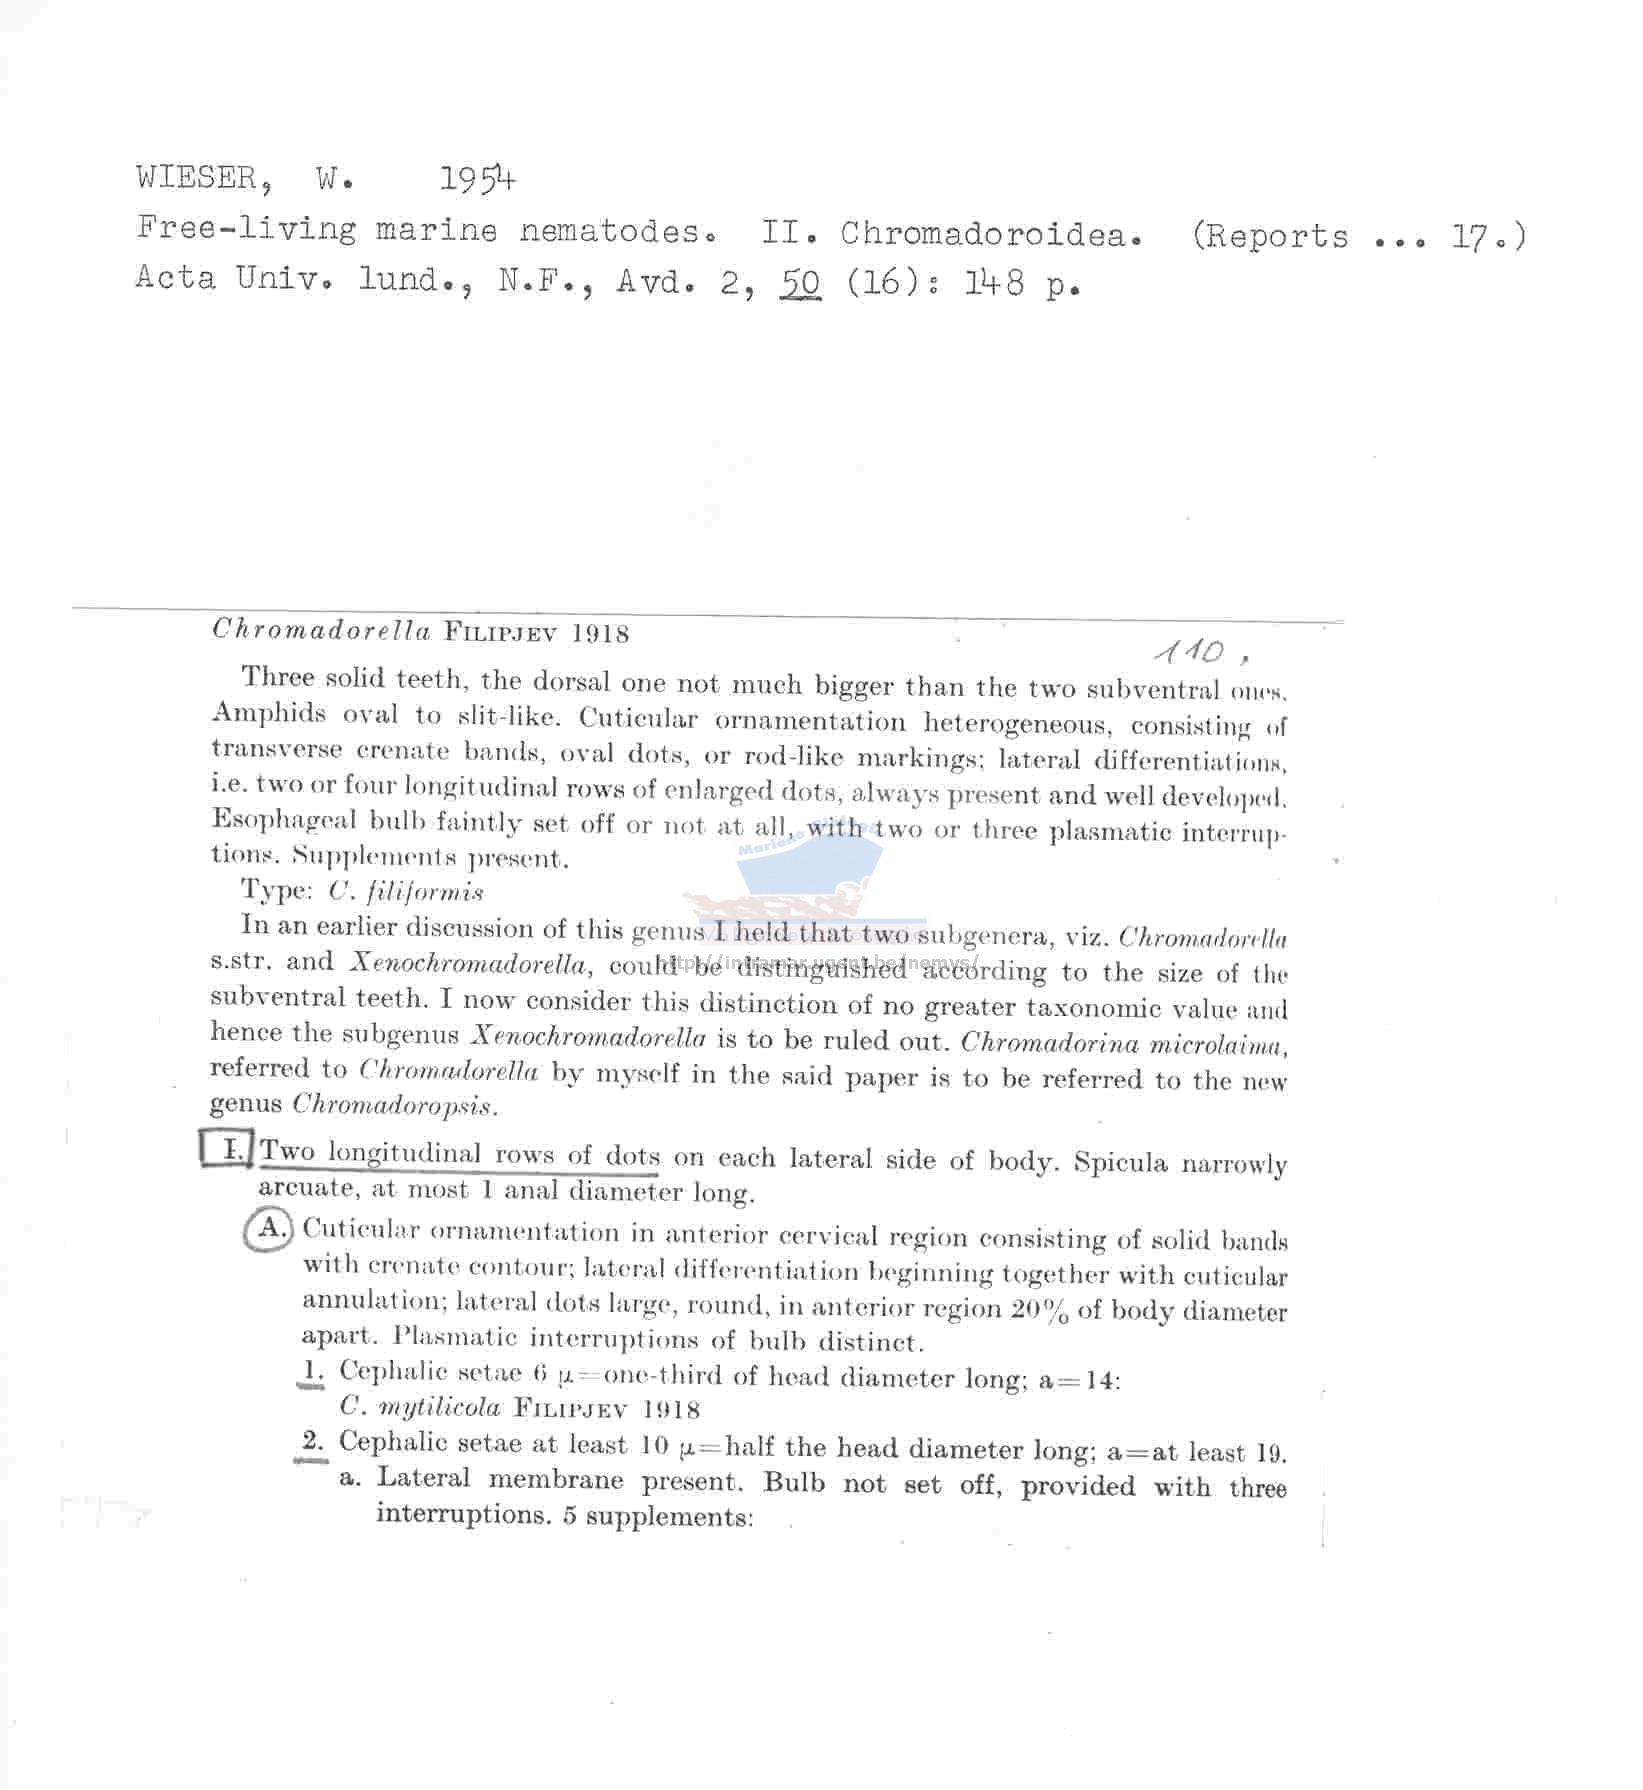 WIESER, W. 1954
Free-living marine nematodes. II. Chromadoroidea. (Reports ... 17.)
Acta Univ. lund., N.F., Avd. 2, 50 (16): 148 p.
Chromadorella FILIPJEV 1918
110.
Three solid teeth, the dorsal one not much bigger than the two subventral ones.
Amphids oval to slit-like. Cuticular ornamentation heterogeneous, consisting of
transverse crenate bands, oval dots, or rod-like markings; lateral differentiations,
i.e. two or four longitudinal rows of enlarged dots, always present and well developed.
Esophageal bulb faintly set off or not at all, with two or three plasmatic interrup-
tions. Supplements present.
Type: C. filiformis
In an earlier discussion of this genus I held that two subgenera, viz. Chromadorella
s.str. and Xenochromadorella, could be distinguished according to the size of the
subventral teeth. I now consider this distinction of no greater taxonomic value and
hence the subgenus Xenochromadorella is to be ruled out. Chromadorina microlaima,
referred to Chromadorella by myself in the said paper is to be referred to the new
genus Chromadoropsis.
I. Two longitudinal rows of dots on each lateral side of body. Spicula narrowly
arcuate, at most 1 anal diameter long.
A. Cuticular ornamentation in anterior cervical region consisting of solid bands
with crenate contour; lateral differentiation beginning together with cuticular
annulation; lateral dots large, round, in anterior region 20% of body diameter
apart. Plasmatic interruptions of bulb distinct.
1. Cephalic setae 6 μ=one-third of head diameter long; a=14:
C. mytilicola FILIPJEV 1918
2. Cephalic setae at least 10 μ=half the head diameter long; a=at least 19.
a. Lateral membrane present. Bulb not set off, provided with three
interruptions. 5 supplements:
http://intramar.ugent.be/nemys/